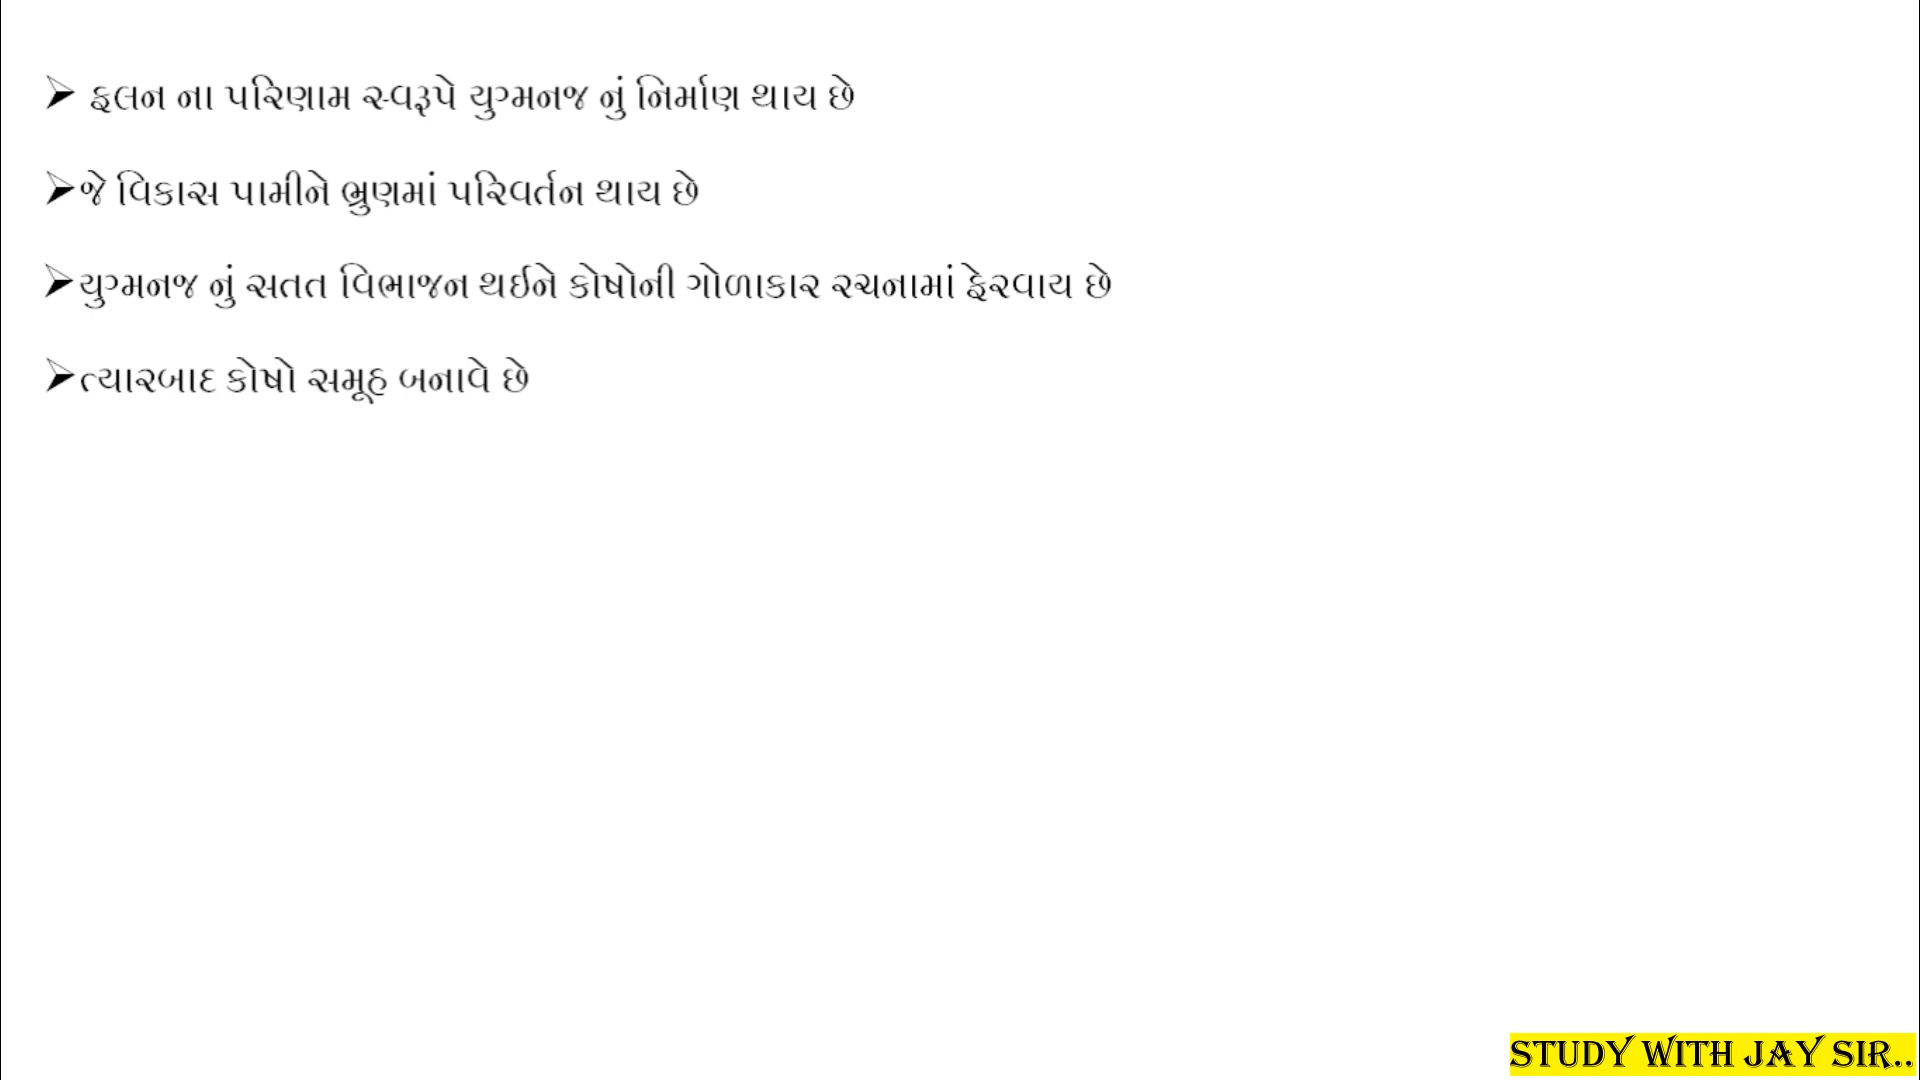 ➢ ફલન ના પરિણામ સ્વરૂપે યુગ્મનજ નું નિર્માણ થાય છે
➢જે વિકાસ પામીને ભ્રુણમાં પરિવર્તન થાય છે
➢યુગ્મનજ નું સતત વિભાજન થઈને કોષોની ગોળાકાર રચનામાં ફેરવાય છે
➢ત્યારબાદ કોષો સમૂહ બનાવે છે
STUDY WITH JAY SIR..